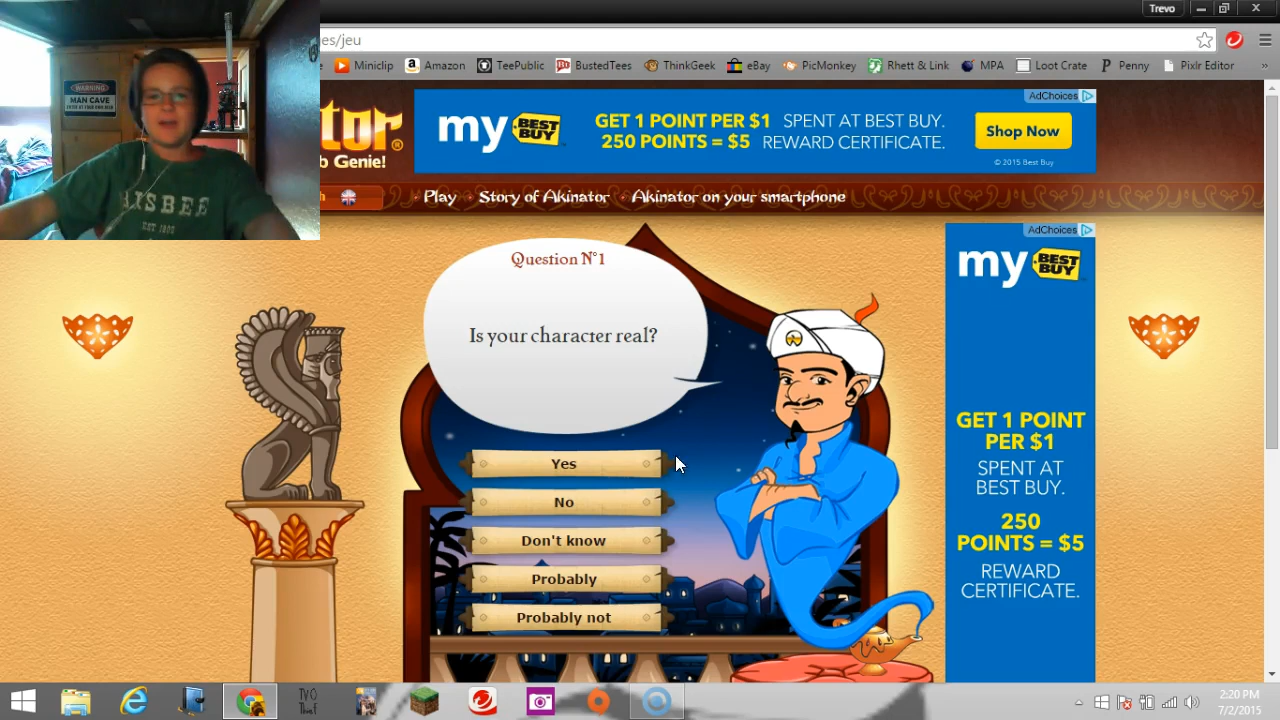 Trevo
es/jeu
Miniclip
Amazon
TeePublic
BustedTees
ThinkGeek
eBay
PicMonkey
Rhett & Link
MPA
Loot Crate
Penny
Pixlr Editor
»
WARNING
MAN CAVE
EST 1805
tor®
b Genie!
AdChoices
my BEST BUY
GET 1 POINT PER $1 SPENT AT BEST BUY.
250 POINTS = $5 REWARD CERTIFICATE.
Shop Now
© 2015 Best Buy
Play
Story of Akinator
Akinator on your smartphone
AdChoices
my BEST BUY
Question N°1
Is your character real?
Yes
No
Don't know
Probably
Probably not
GET 1 POINT
PER $1
SPENT AT
BEST BUY.
250
POINTS = $5
REWARD
CERTIFICATE.
2:20 PM
7/2/2015